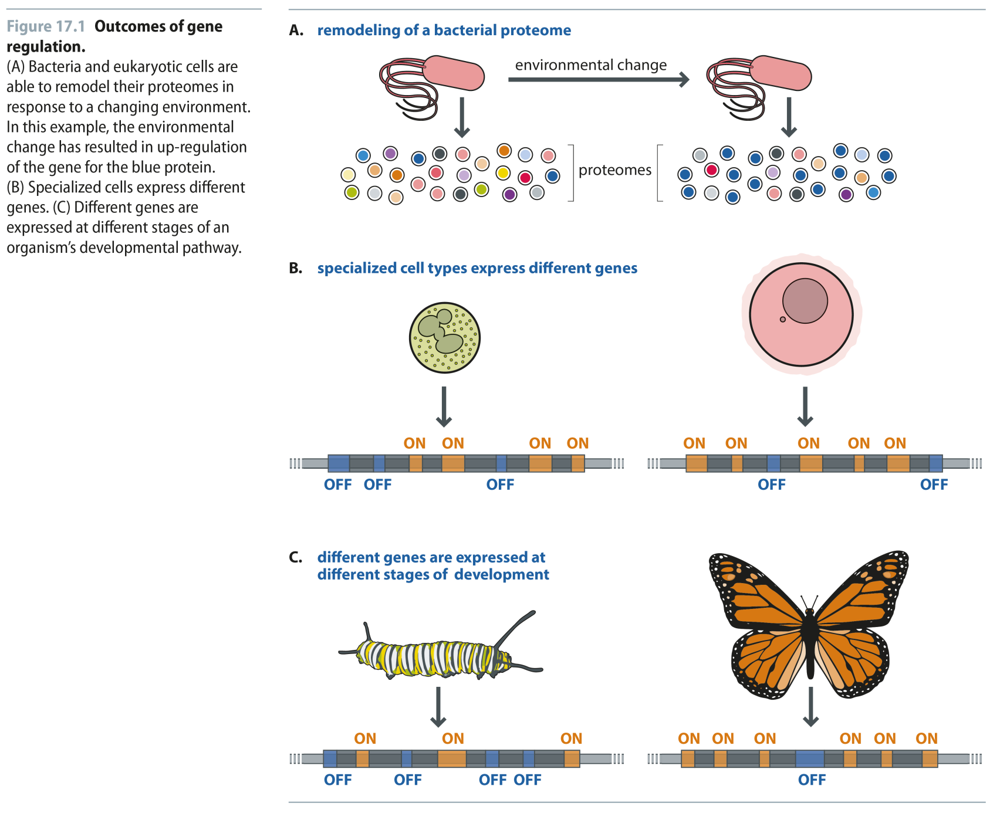 Figure 17.1 Outcomes of gene
regulation.
(A) Bacteria and eukaryotic cells are
able to remodel their proteomes in
response to a changing environment.
In this example, the environmental
change has resulted in up-regulation
of the gene for the blue protein.
(B) Specialized cells express different
genes. (C) Different genes are
expressed at different stages of an
organism's developmental pathway.
A. remodeling of a bacterial proteome
environmental change
proteomes
B. specialized cell types express different genes
ON ON ON ON
OFF OFF OFF
ON ON ON ON ON
OFF OFF
C. different genes are expressed at
different stages of development
ON ON ON
OFF OFF OFF OFF
ON ON ON ON ON ON
OFF